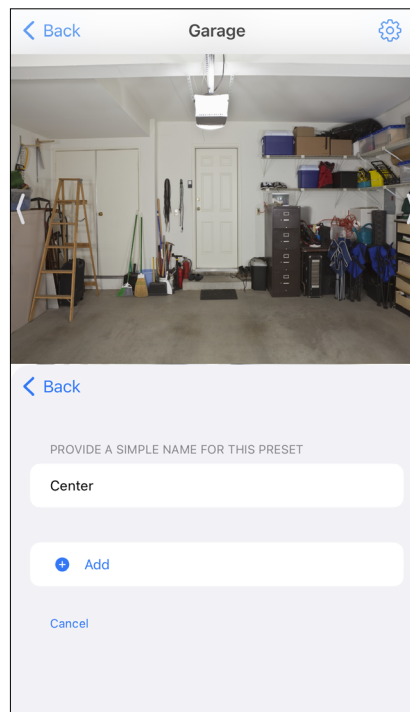 Back
Garage
Back
PROVIDE A SIMPLE NAME FOR THIS PRESET
Center
Add
Cancel